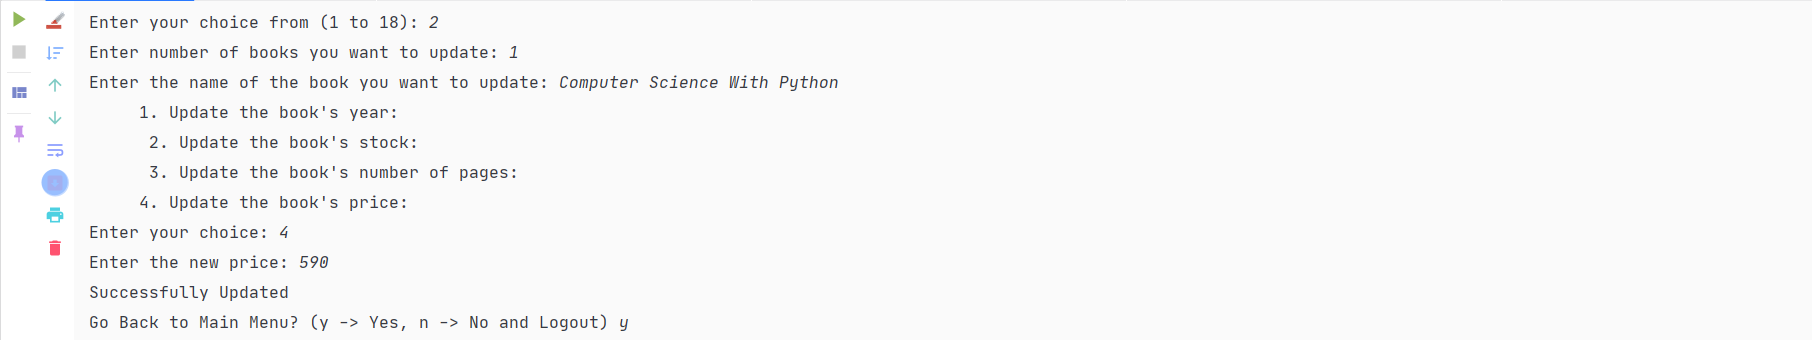 Enter your choice from (1 to 18): 2
Enter number of books you want to update: 1
Enter the name of the book you want to update: Computer Science With Python
1. Update the book's year:
2. Update the book's stock:
3. Update the book's number of pages:
4. Update the book's price:
Enter your choice: 4
Enter the new price: 590
Successfully Updated
Go Back to Main Menu? (y -> Yes, n -> No and Logout) y